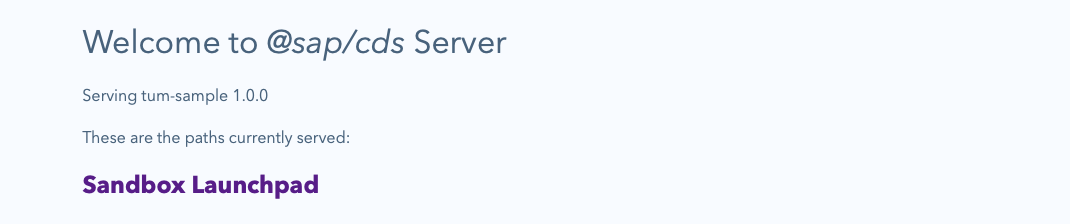 Welcome to @sap/cds Server
Serving tum-sample 1.0.0
These are the paths currently served:
Sandbox Launchpad